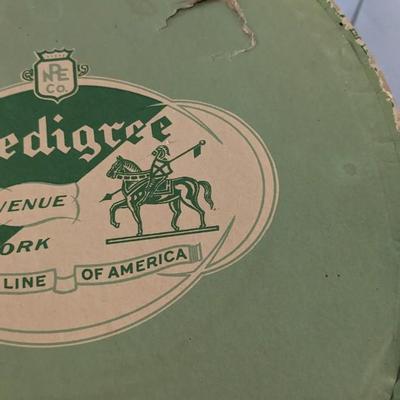 NPE
CO.
edigree
VENUE
ORK
LINE OF AMERICA